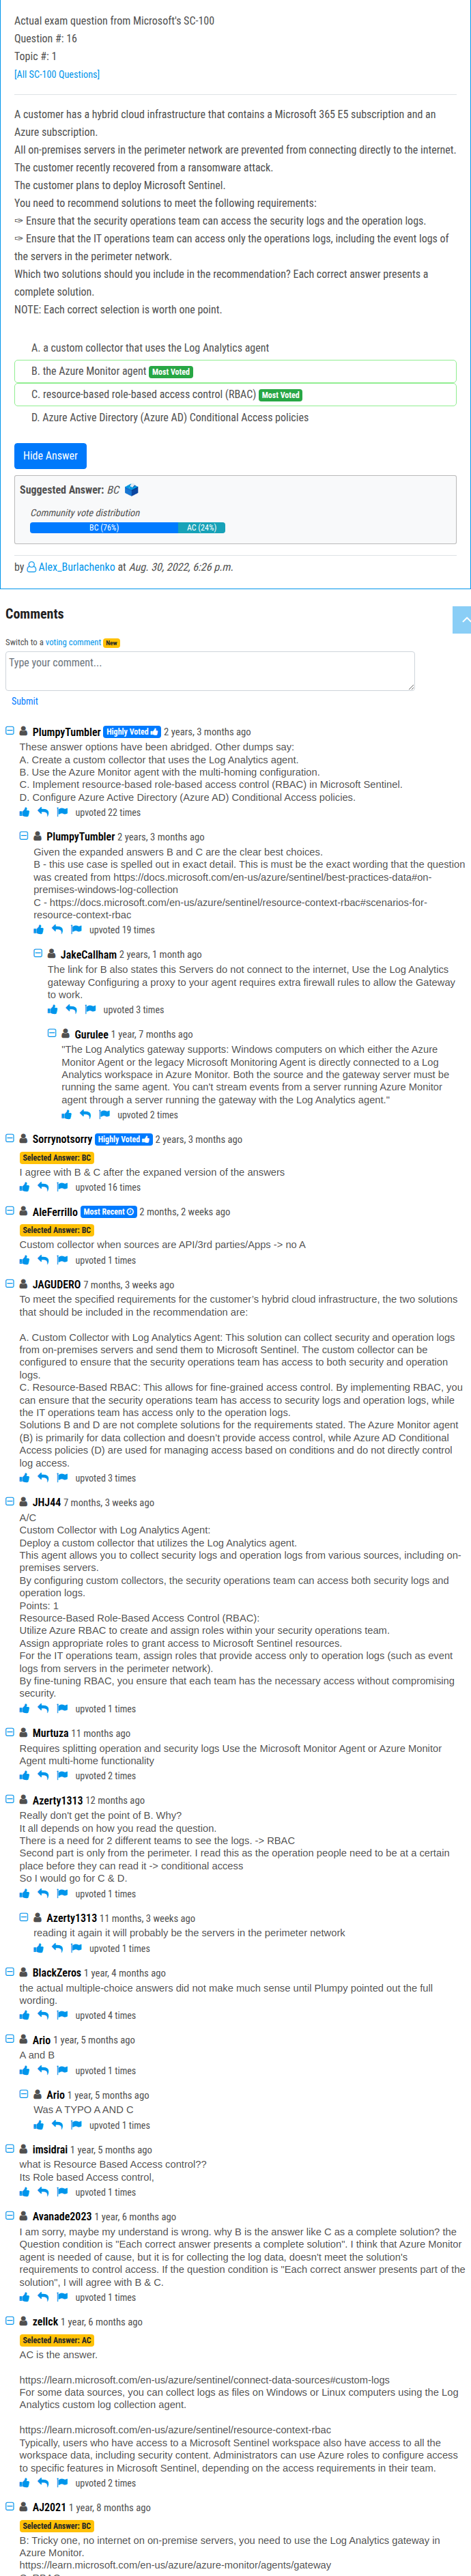 Actual exam question from Microsoft's SC-100
Question #: 16
Topic #: 1
[All SC-100 Questions]
A customer has a hybrid cloud infrastructure that contains a Microsoft 365 E5 subscription and an
Azure subscription.
All on-premises servers in the perimeter network are prevented from connecting directly to the internet.
The customer recently recovered from a ransomware attack.
The customer plans to deploy Microsoft Sentinel.
You need to recommend solutions to meet the following requirements:
✑ Ensure that the security operations team can access the security logs and the operation logs.
✑ Ensure that the IT operations team can access only the operations logs, including the event logs of
the servers in the perimeter network.
Which two solutions should you include in the recommendation? Each correct answer presents a
complete solution.
NOTE: Each correct selection is worth one point.
A. a custom collector that uses the Log Analytics agent
B. the Azure Monitor agent Most Voted
C. resource-based role-based access control (RBAC) Most Voted
D. Azure Active Directory (Azure AD) Conditional Access policies
Hide Answer
Suggested Answer: BC
Community vote distribution
BC (76%) AC (24%)
by Alex_Burlachenko at Aug. 30, 2022, 6:26 p.m.
Comments
Switch to a voting comment New
Type your comment...
Submit
PlumpyTumbler Highly Voted 2 years, 3 months ago
These answer options have been abridged. Other dumps say:
A. Create a custom collector that uses the Log Analytics agent.
B. Use the Azure Monitor agent with the multi-homing configuration.
C. Implement resource-based role-based access control (RBAC) in Microsoft Sentinel.
D. Configure Azure Active Directory (Azure AD) Conditional Access policies.
upvoted 22 times
PlumpyTumbler 2 years, 3 months ago
Given the expanded answers B and C are the clear best choices.
B - this use case is spelled out in exact detail. This is must be the exact wording that the question
was created from https://docs.microsoft.com/en-us/azure/sentinel/best-practices-data#on-
premises-windows-log-collection
C - https://docs.microsoft.com/en-us/azure/sentinel/resource-context-rbac#scenarios-for-
resource-context-rbac
upvoted 19 times
JakeCallham 2 years, 1 month ago
The link for B also states this Servers do not connect to the internet, Use the Log Analytics
gateway Configuring a proxy to your agent requires extra firewall rules to allow the Gateway
to work.
upvoted 3 times
Gurulee 1 year, 7 months ago
"The Log Analytics gateway supports: Windows computers on which either the Azure
Monitor Agent or the legacy Microsoft Monitoring Agent is directly connected to a Log
Analytics workspace in Azure Monitor. Both the source and the gateway server must be
running the same agent. You can't stream events from a server running Azure Monitor
agent through a server running the gateway with the Log Analytics agent."
upvoted 2 times
Sorrynotsorry Highly Voted 2 years, 3 months ago
Selected Answer: BC
I agree with B & C after the expaned version of the answers
upvoted 16 times
AleFerrillo Most Recent 2 months, 2 weeks ago
Selected Answer: BC
Custom collector when sources are API/3rd parties/Apps -> no A
upvoted 1 times
JAGUDERO 7 months, 3 weeks ago
To meet the specified requirements for the customer's hybrid cloud infrastructure, the two solutions
that should be included in the recommendation are:
A. Custom Collector with Log Analytics Agent: This solution can collect security and operation logs
from on-premises servers and send them to Microsoft Sentinel. The custom collector can be
configured to ensure that the security operations team has access to both security and operation
logs.
C. Resource-Based RBAC: This allows for fine-grained access control. By implementing RBAC, you
can ensure that the security operations team has access to security logs and operation logs, while
the IT operations team has access only to the operation logs.
Solutions B and D are not complete solutions for the requirements stated. The Azure Monitor agent
(B) is primarily for data collection and doesn't provide access control, while Azure AD Conditional
Access policies (D) are used for managing access based on conditions and do not directly control
log access.
upvoted 3 times
JHJ44 7 months, 3 weeks ago
A/C
Custom Collector with Log Analytics Agent:
Deploy a custom collector that utilizes the Log Analytics agent.
This agent allows you to collect security logs and operation logs from various sources, including on-
premises servers.
By configuring custom collectors, the security operations team can access both security logs and
operation logs.
Points: 1
Resource-Based Role-Based Access Control (RBAC):
Utilize Azure RBAC to create and assign roles within your security operations team.
Assign appropriate roles to grant access to Microsoft Sentinel resources.
For the IT operations team, assign roles that provide access only to operation logs (such as event
logs from servers in the perimeter network).
By fine-tuning RBAC, you ensure that each team has the necessary access without compromising
security.
upvoted 1 times
Murtuza 11 months ago
Requires splitting operation and security logs Use the Microsoft Monitor Agent or Azure Monitor
Agent multi-home functionality
upvoted 2 times
Azerty1313 12 months ago
Really don't get the point of B. Why?
It all depends on how you read the question.
There is a need for 2 different teams to see the logs. -> RBAC
Second part is only from the perimeter. I read this as the operation people need to be at a certain
place before they can read it -> conditional access
So I would go for C & D.
upvoted 1 times
Azerty1313 11 months, 3 weeks ago
reading it again it will probably be the servers in the perimeter network
upvoted 1 times
BlackZeros 1 year, 4 months ago
the actual multiple-choice answers did not make much sense until Plumpy pointed out the full
wording.
upvoted 4 times
Ario 1 year, 5 months ago
A and B
upvoted 1 times
Ario 1 year, 5 months ago
Was A TYPO A AND C
upvoted 1 times
imsidrai 1 year, 5 months ago
what is Resource Based Access control??
Its Role based Access control,
upvoted 1 times
Avanade2023 1 year, 6 months ago
I am sorry, maybe my understand is wrong. why B is the answer like C as a complete solution? the
Question condition is "Each correct answer presents a complete solution". I think that Azure Monitor
agent is needed of cause, but it is for collecting the log data, doesn't meet the solution's
requirements to control access. If the question condition is "Each correct answer presents part of the
solution", I will agree with B & C.
upvoted 1 times
zellck 1 year, 6 months ago
Selected Answer: AC
AC is the answer.
https://learn.microsoft.com/en-us/azure/sentinel/connect-data-sources#custom-logs
For some data sources, you can collect logs as files on Windows or Linux computers using the Log
Analytics custom log collection agent.
https://learn.microsoft.com/en-us/azure/sentinel/resource-context-rbac
Typically, users who have access to a Microsoft Sentinel workspace also have access to all the
workspace data, including security content. Administrators can use Azure roles to configure access
to specific features in Microsoft Sentinel, depending on the access requirements in their team.
upvoted 2 times
AJ2021 1 year, 8 months ago
Selected Answer: BC
B: Tricky one, no internet on on-premise servers, you need to use the Log Analytics gateway in
Azure Monitor.
https://learn.microsoft.com/en-us/azure/azure-monitor/agents/gateway